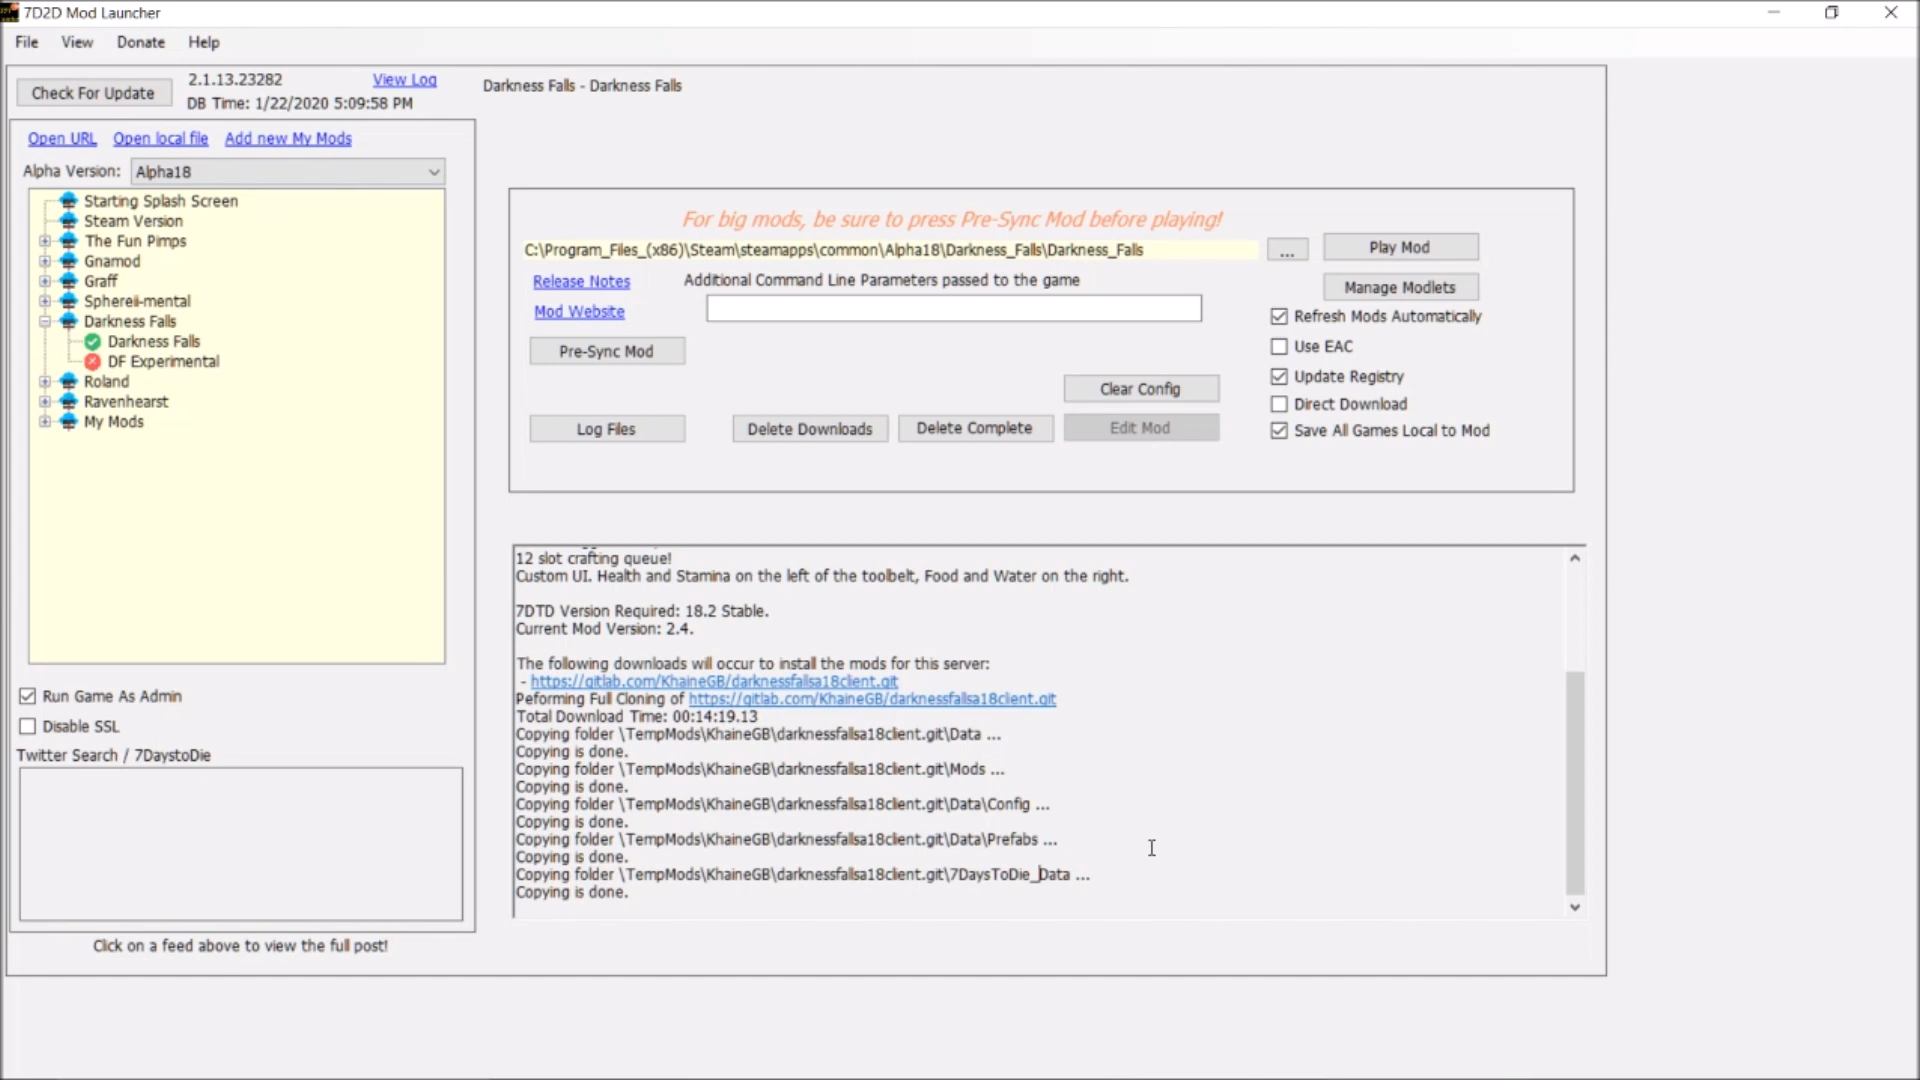 7D2D Mod Launcher
File View Donate Help
Check For Update
2.1.13.23282
View Log
DB Time: 1/22/2020 5:09:58 PM
Darkness Falls - Darkness Falls
Open URL Open local file Add new My Mods
Alpha Version: Alpha18
Starting Splash Screen
Steam Version
The Fun Pimps
Gnamod
Graff
Sphereii-mental
Darkness Falls
Darkness Falls
DF Experimental
Roland
Ravenhearst
My Mods
Run Game As Admin
Disable SSL
Twitter Search / 7DaystoDie
Click on a feed above to view the full post!
For big mods, be sure to press Pre-Sync Mod before playing!
C:\Program_Files_(x86)\Steam\steamapps\common\Alpha18\Darkness_Falls\Darkness_Falls
...
Play Mod
Release Notes
Additional Command Line Parameters passed to the game
Manage Modlets
Mod Website
Refresh Mods Automatically
Pre-Sync Mod
Use EAC
Clear Config
Update Registry
Direct Download
Log Files
Delete Downloads
Delete Complete
Edit Mod
Save All Games Local to Mod
12 slot crafting queue!
Custom UI. Health and Stamina on the left of the toolbelt, Food and Water on the right.
7DTD Version Required: 18.2 Stable.
Current Mod Version: 2.4.
The following downloads will occur to install the mods for this server:
- https://gitlab.com/KhaineGB/darknessfallsa18client.git
Peforming Full Cloning of https://gitlab.com/KhaineGB/darknessfallsa18client.git
Total Download Time: 00:14:19.13
Copying folder \TempMods\KhaineGB\darknessfallsa18client.git\Data ...
Copying is done.
Copying folder \TempMods\KhaineGB\darknessfallsa18client.git\Mods ...
Copying is done.
Copying folder \TempMods\KhaineGB\darknessfallsa18client.git\Data\Config ...
Copying is done.
Copying folder \TempMods\KhaineGB\darknessfallsa18client.git\Data\Prefabs ...
Copying is done.
Copying folder \TempMods\KhaineGB\darknessfallsa18client.git\7DaysToDie_Data ...
Copying is done.